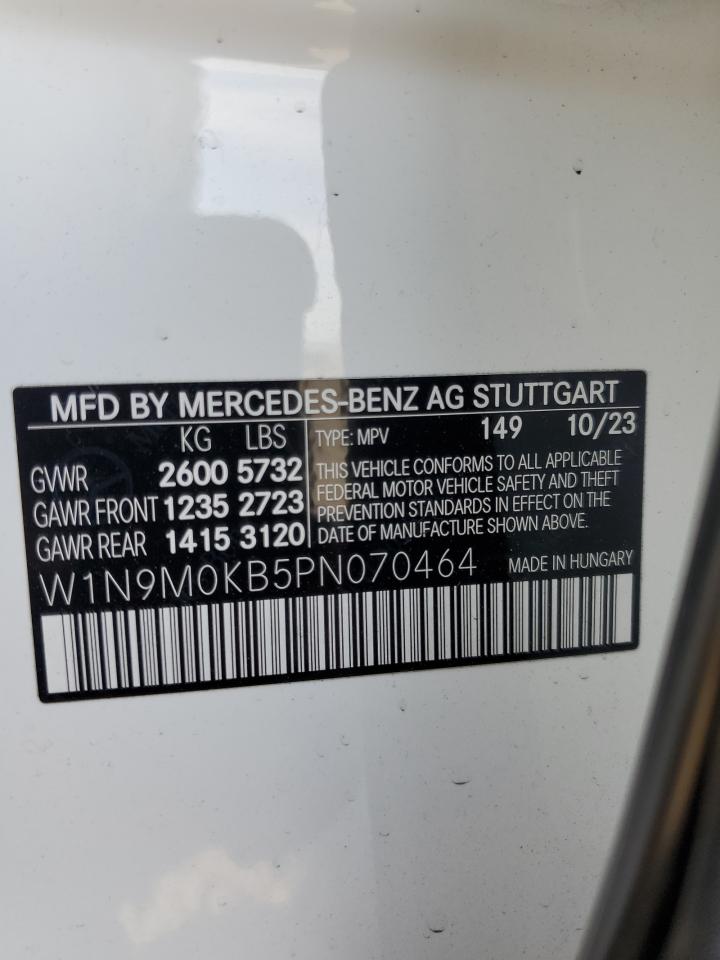 MFD BY MERCEDES-BENZ AG STUTTGART
KG LBS
GVWR 2600 5732
GAWR FRONT 1235 2723
GAWR REAR 1415 3120
TYPE: MPV 149 10/23
THIS VEHICLE CONFORMS TO ALL APPLICABLE
FEDERAL MOTOR VEHICLE SAFETY AND THEFT
PREVENTION STANDARDS IN EFFECT ON THE
DATE OF MANUFACTURE SHOWN ABOVE.
W1N9M0KB5PN070464 MADE IN HUNGARY